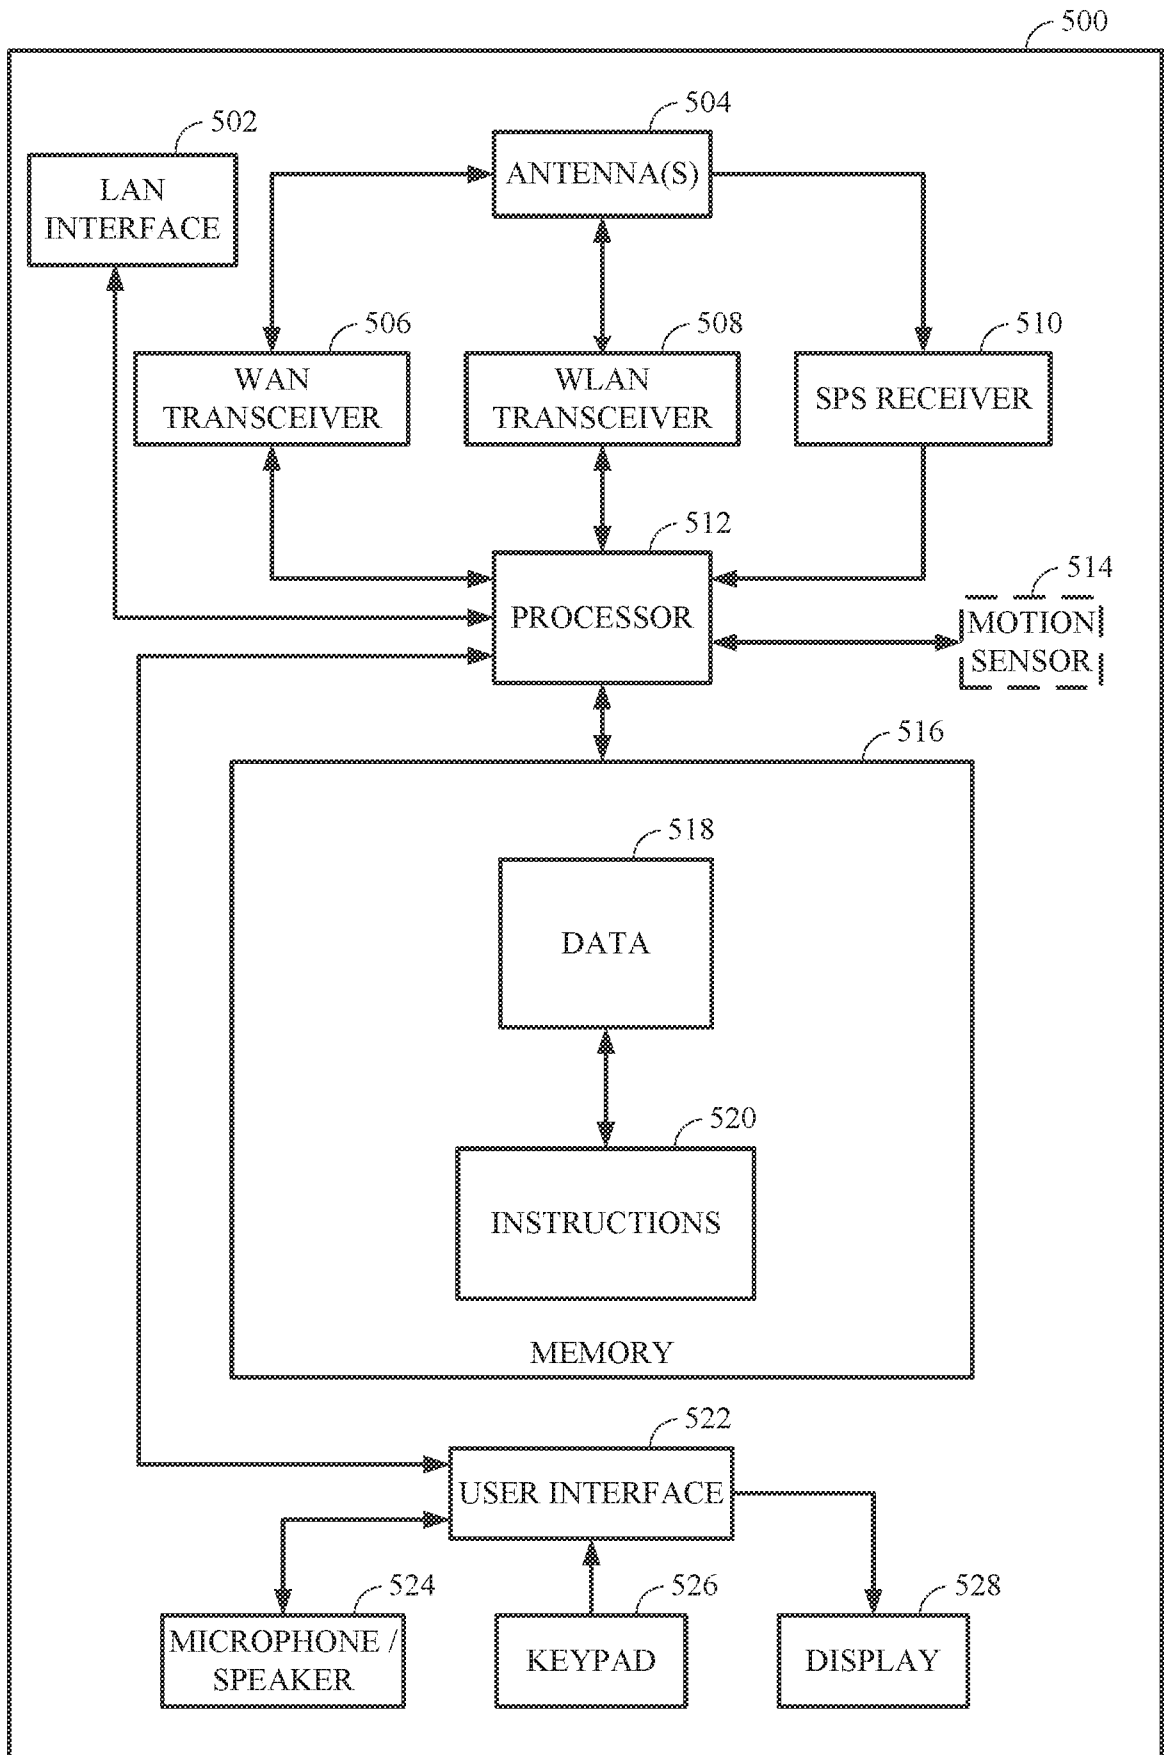 500
502
504
LAN
INTERFACE
ANTENNA(S)
506
508
510
WAN
TRANSCEIVER
WLAN
TRANSCEIVER
SPS RECEIVER
512
514
PROCESSOR
MOTION
SENSOR
516
518
DATA
520
INSTRUCTIONS
MEMORY
522
USER INTERFACE
524
526
528
MICROPHONE /
SPEAKER
KEYPAD
DISPLAY